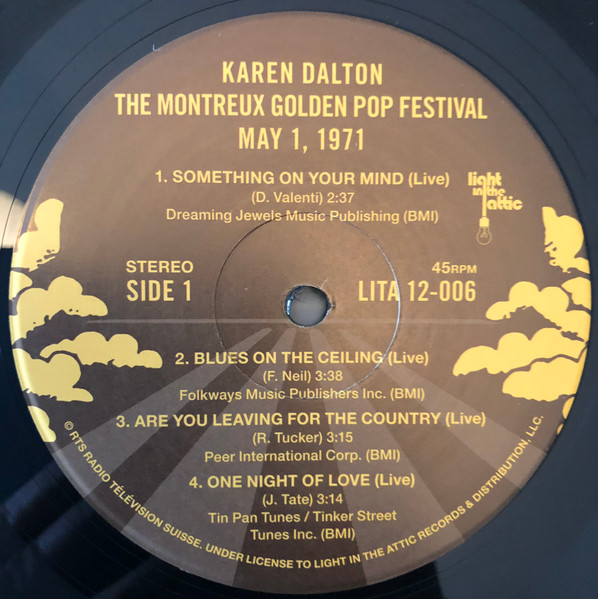 KAREN DALTON
THE MONTREUX GOLDEN POP FESTIVAL
MAY 1, 1971
1. SOMETHING ON YOUR MIND (Live)
(D. Valenti) 2:37
Dreaming Jewels Music Publishing (BMI)
light
in the
attic
STEREO
SIDE 1
45RPM
LITA 12-006
2. BLUES ON THE CEILING (Live)
(F. Neil) 3:38
Folkways Music Publishers Inc. (BMI)
3. ARE YOU LEAVING FOR THE COUNTRY (Live)
(R. Tucker) 3:15
Peer International Corp. (BMI)
4. ONE NIGHT OF LOVE (Live)
(J. Tate) 3:14
Tin Pan Tunes / Tinker Street
Tunes Inc. (BMI)
© RTS RADIO TÉLÉVISION SUISSE. UNDER LICENSE TO LIGHT IN THE ATTIC RECORDS & DISTRIBUTION, LLC.